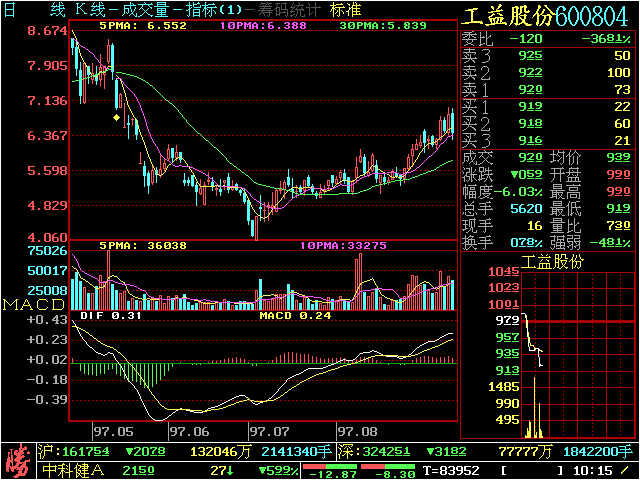 日 线 K线-成交量-指标(1)-筹码统计 标准
工益股份600804
5PMA: 6.552 10PMA:6.388 30PMA:5.839
8.674
7.905
7.136
6.367
5.598
4.829
4.060
委比 -120 -3681%
卖3 925 50
卖2 922 100
卖1 920 73
买1 919 22
买2 918 60
买3 916 21
成交 920 均价 939
涨跌 ▼059 开盘 990
幅度-6.03% 最高 990
总手 5620 最低 919
现手 16 量比 730
换手 078% 强弱 -481%
5PMA: 36038 10PMA:33275
75026
50017
25008
MACD
DIF 0.31 MACD 0.24
+0.43
+0.23
+0.02
-0.18
-0.39
97.05 97.06 97.07 97.08
工益股份
1045
1022
1001
979
957
935
913
1485
990
495
胜
沪:161754 ▼2078 132046万 2141340手 深:324251 ▼3182 77777万 1842200手
中科健A 2150 27↓ ▼599% -12.87 -8.30 T=83952 [ ] 10:15